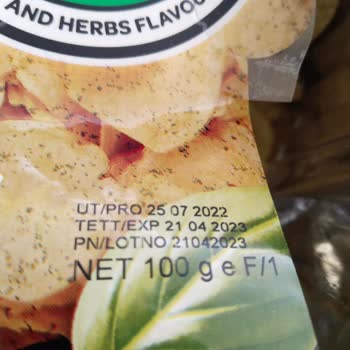 AND HERBS FLAVOU
UT/PRO 25 07 2022
TETT/EXP 21 04 2023
PN/LOTNO 21042023
NET 100 g e F/1